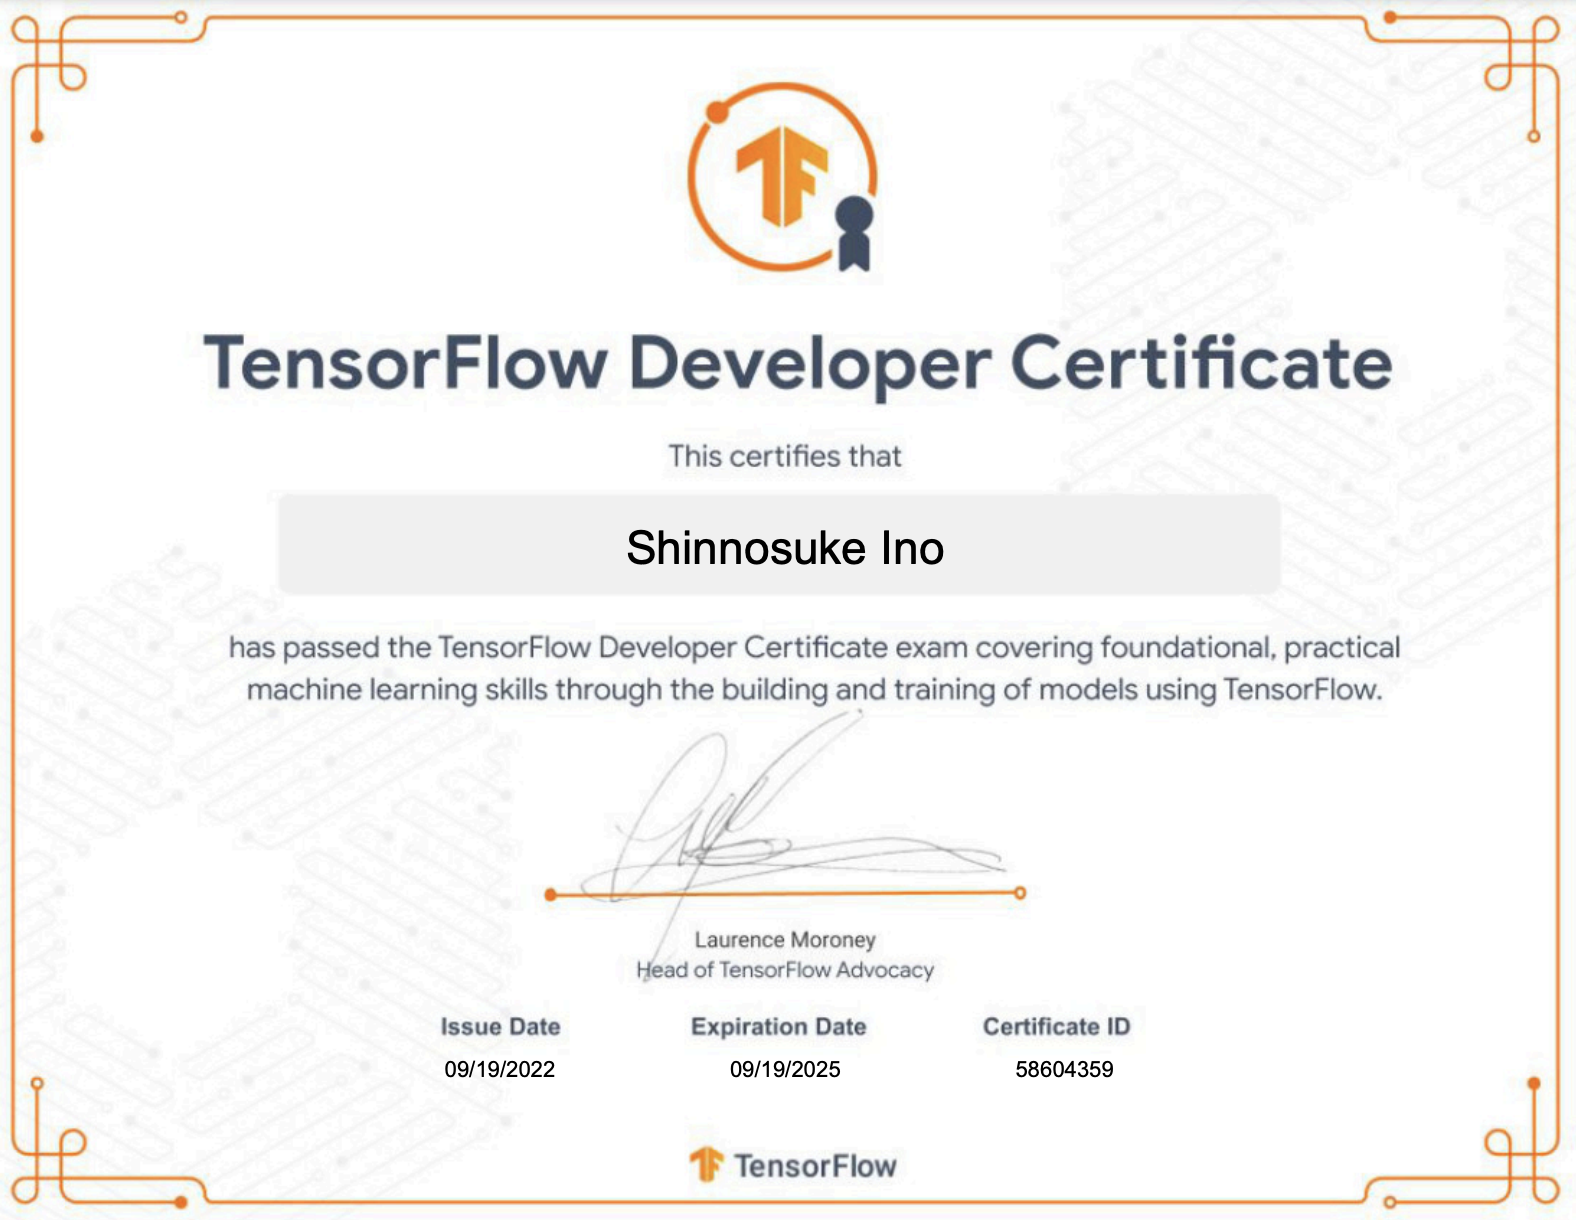 TensorFlow Developer Certificate
This certifies that
Shinnosuke Ino
has passed the TensorFlow Developer Certificate exam covering foundational, practical
machine learning skills through the building and training of models using TensorFlow.
Laurence Moroney
Head of TensorFlow Advocacy
Issue Date Expiration Date Certificate ID
09/19/2022 09/19/2025 58604359
TensorFlow